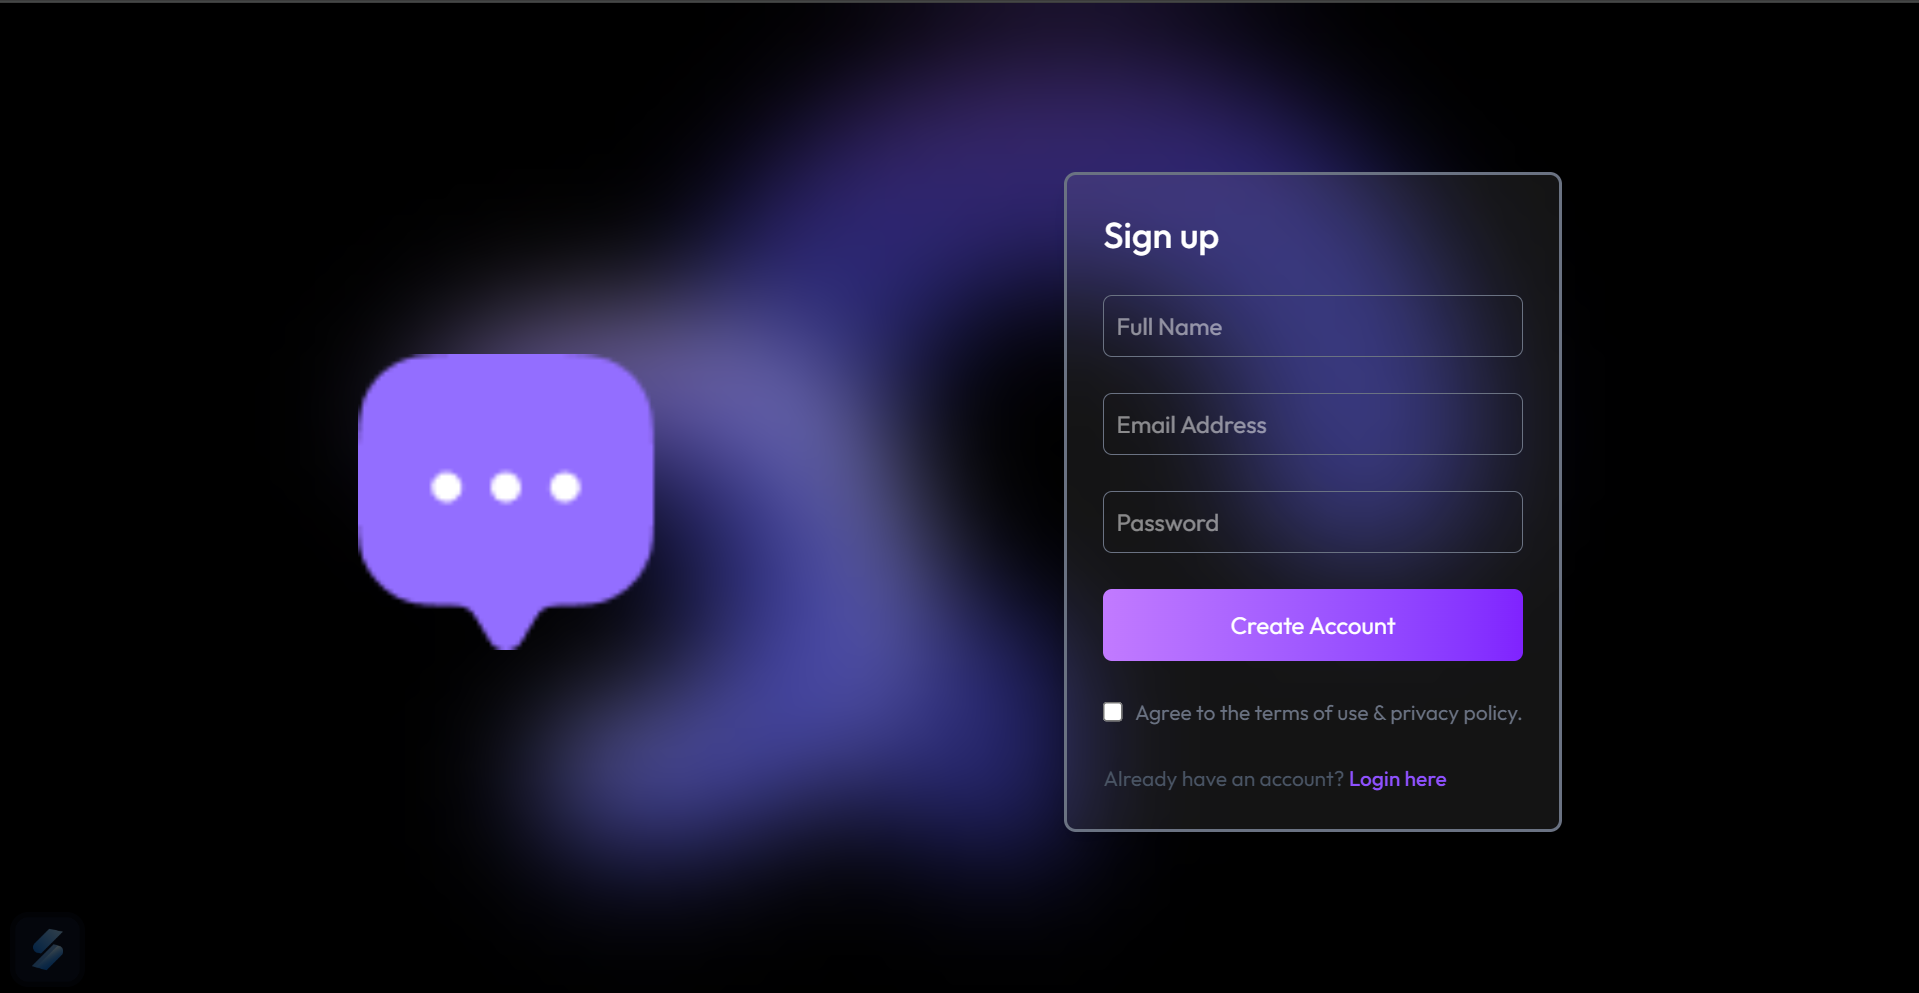 Sign up
Full Name
Email Address
Password
Create Account
Agree to the terms of use & privacy policy.
Already have an account? Login here